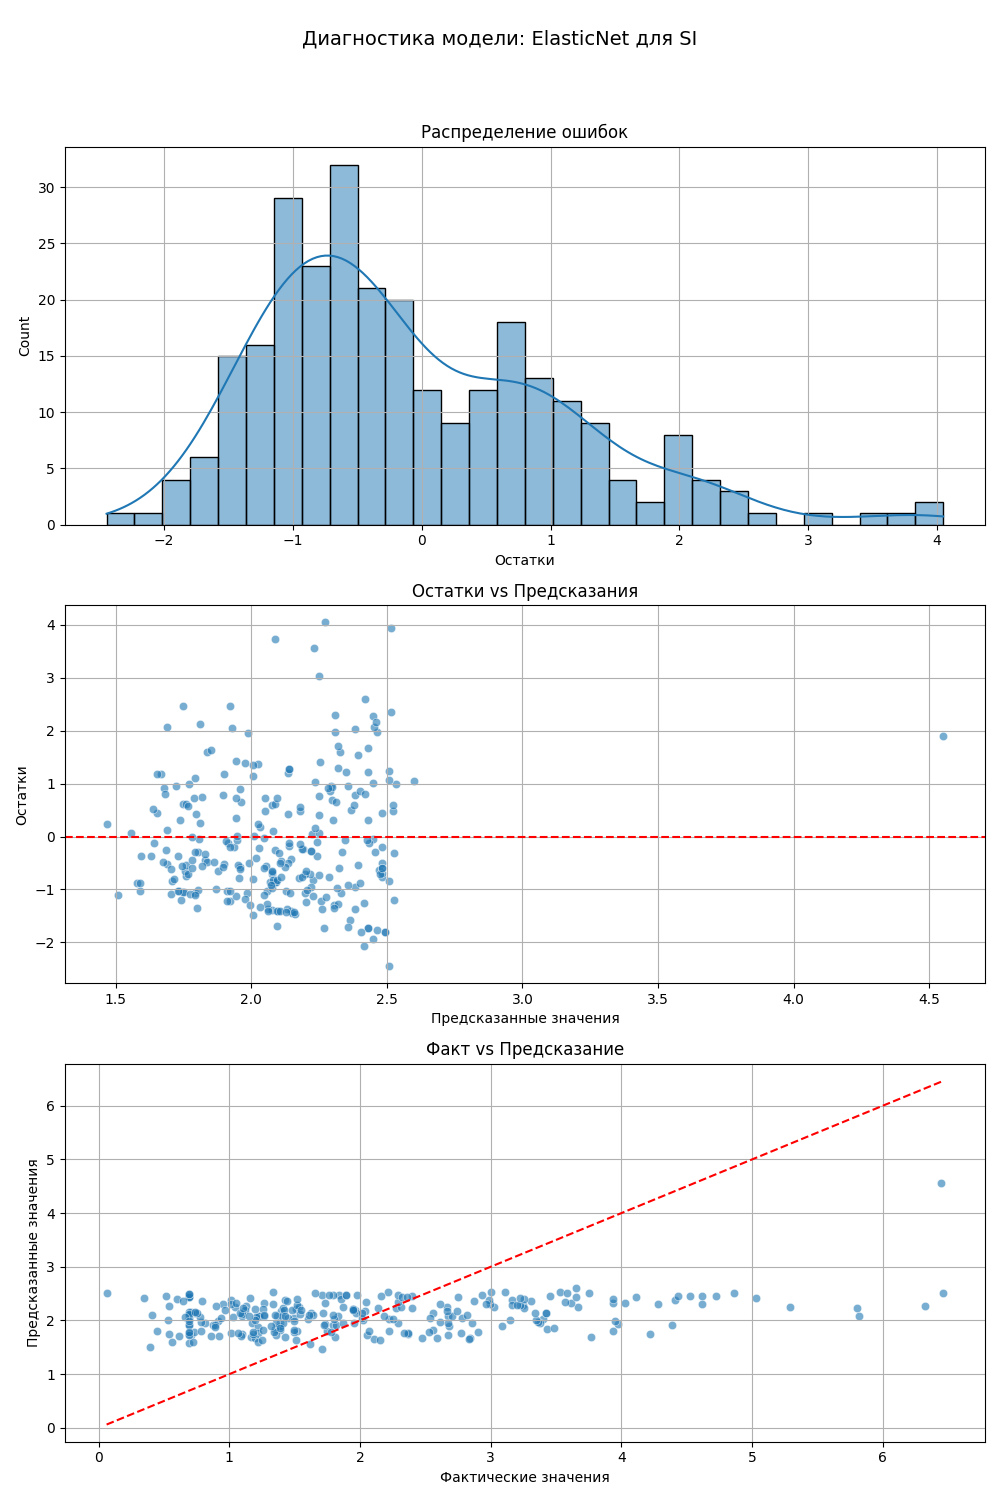 Диагностика модели: ElasticNet для SI
Распределение ошибок
Count
30
25
20
15
10
5
0
−2 −1 0 1 2 3 4
Остатки
Остатки vs Предсказания
Остатки
4
3
2
1
0
−1
−2
1.5 2.0 2.5 3.0 3.5 4.0 4.5
Предсказанные значения
Факт vs Предсказание
Предсказанные значения
6
5
4
3
2
1
0
0 1 2 3 4 5 6
Фактические значения